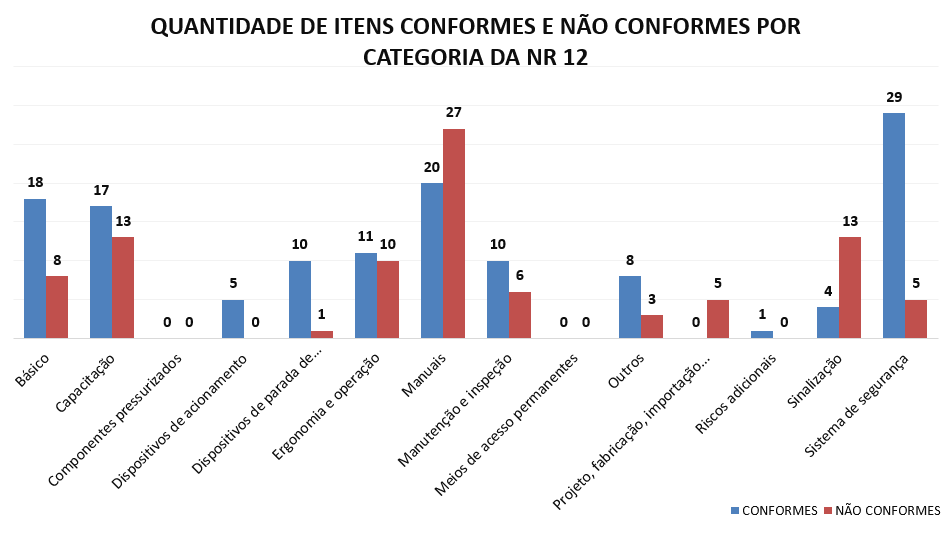 QUANTIDADE DE ITENS CONFORMES E NÃO CONFORMES POR
CATEGORIA DA NR 12
18
8
17
13
0
0
5
0
10
1
11
10
20
27
10
6
0
0
8
3
0
5
1
0
4
13
29
5
Básico
Capacitação
Componentes pressurizados
Dispositivos de acionamento
Dispositivos de parada de...
Ergonomia e operação
Manuais
Manutenção e inspeção
Meios de acesso permanentes
Outros
Projeto, fabricação, importação...
Riscos adicionais
Sinalização
Sistema de segurança
CONFORMES
NÃO CONFORMES